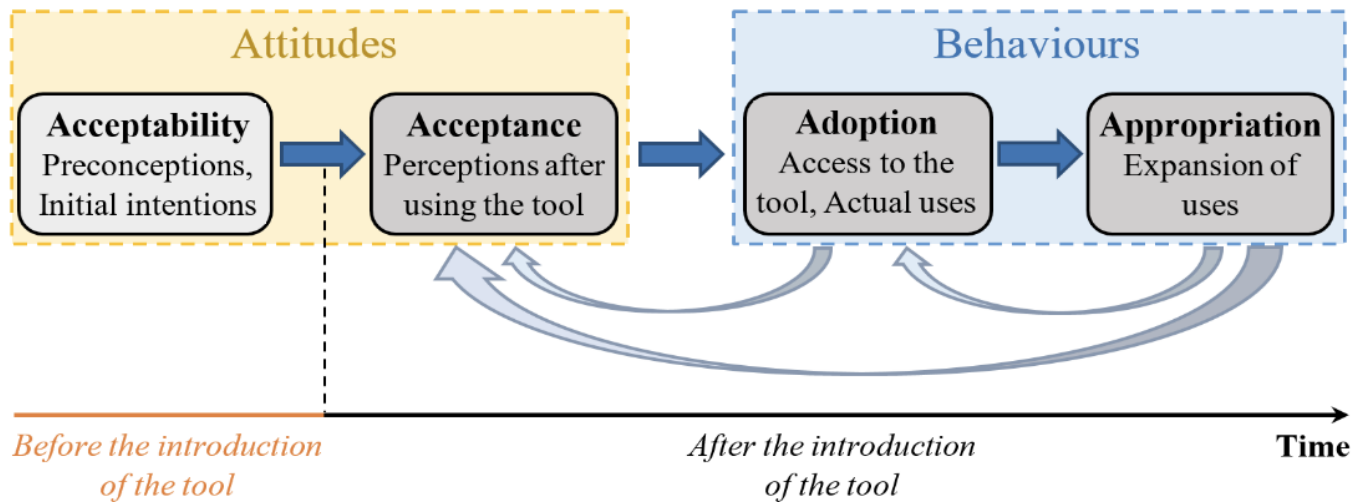 Attitudes
Behaviours
Acceptability
Preconceptions,
Initial intentions
Acceptance
Perceptions after
using the tool
Adoption
Access to the
tool, Actual uses
Appropriation
Expansion of
uses
Before the introduction
of the tool
After the introduction
of the tool
Time